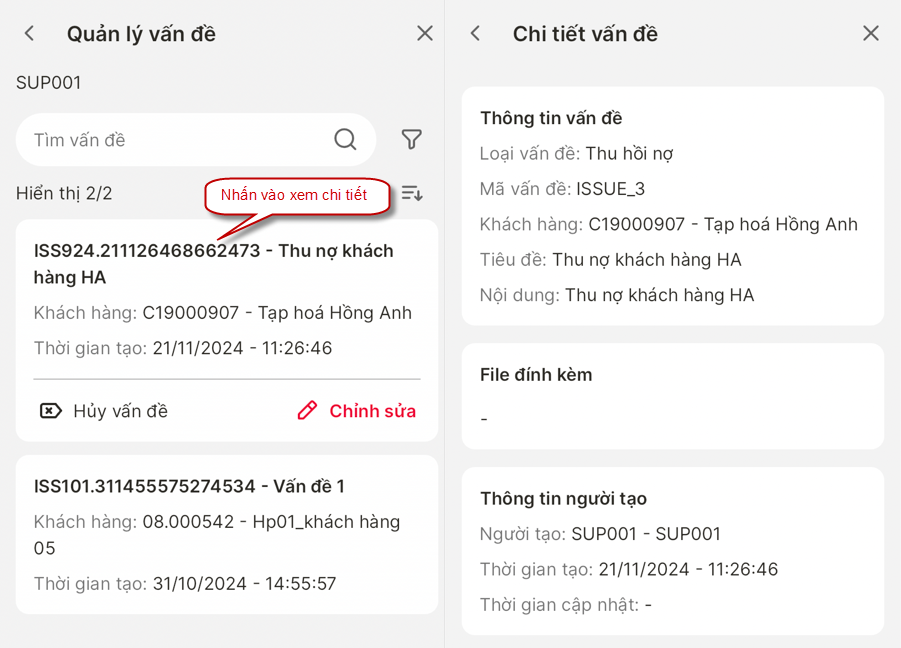 Quản lý vấn đề
SUP001
Tìm vấn đề
Hiển thị 2/2
Nhấn vào xem chi tiết
ISS924.211126468662473 - Thu nợ khách
hàng HA
Khách hàng: C19000907 - Tạp hoá Hồng Anh
Thời gian tạo: 21/11/2024 - 11:26:46
Hủy vấn đề
Chỉnh sửa
ISS101.311455575274534 - Vấn đề 1
Khách hàng: 08.000542 - Hp01_khách hàng
05
Thời gian tạo: 31/10/2024 - 14:55:57
Chi tiết vấn đề
Thông tin vấn đề
Loại vấn đề: Thu hồi nợ
Mã vấn đề: ISSUE_3
Khách hàng: C19000907 - Tạp hoá Hồng Anh
Tiêu đề: Thu nợ khách hàng HA
Nội dung: Thu nợ khách hàng HA
File đính kèm
-
Thông tin người tạo
Người tạo: SUP001 - SUP001
Thời gian tạo: 21/11/2024 - 11:26:46
Thời gian cập nhật: -